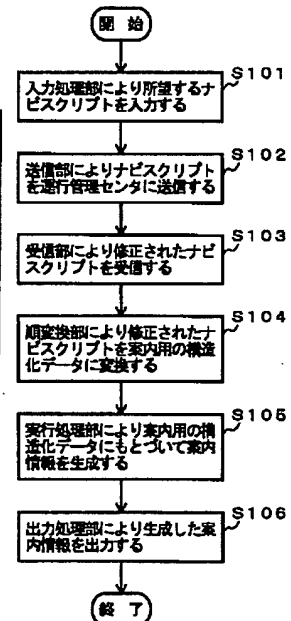 開 始
S101
入力処理部により所望するナ
ビスクリプトを入力する
S102
送信部によりナビスクリプト
を運行管理センタに送信する
S103
受信部により修正されたナビ
スクリプトを受信する
S104
順変換部により修正されたナ
ビスクリプトを案内用の構造
化データに変換する
S105
実行処理部により案内用の構
造化データにもとづいて案内
情報を生成する
S106
出力処理部により生成した案
内情報を出力する
終 了